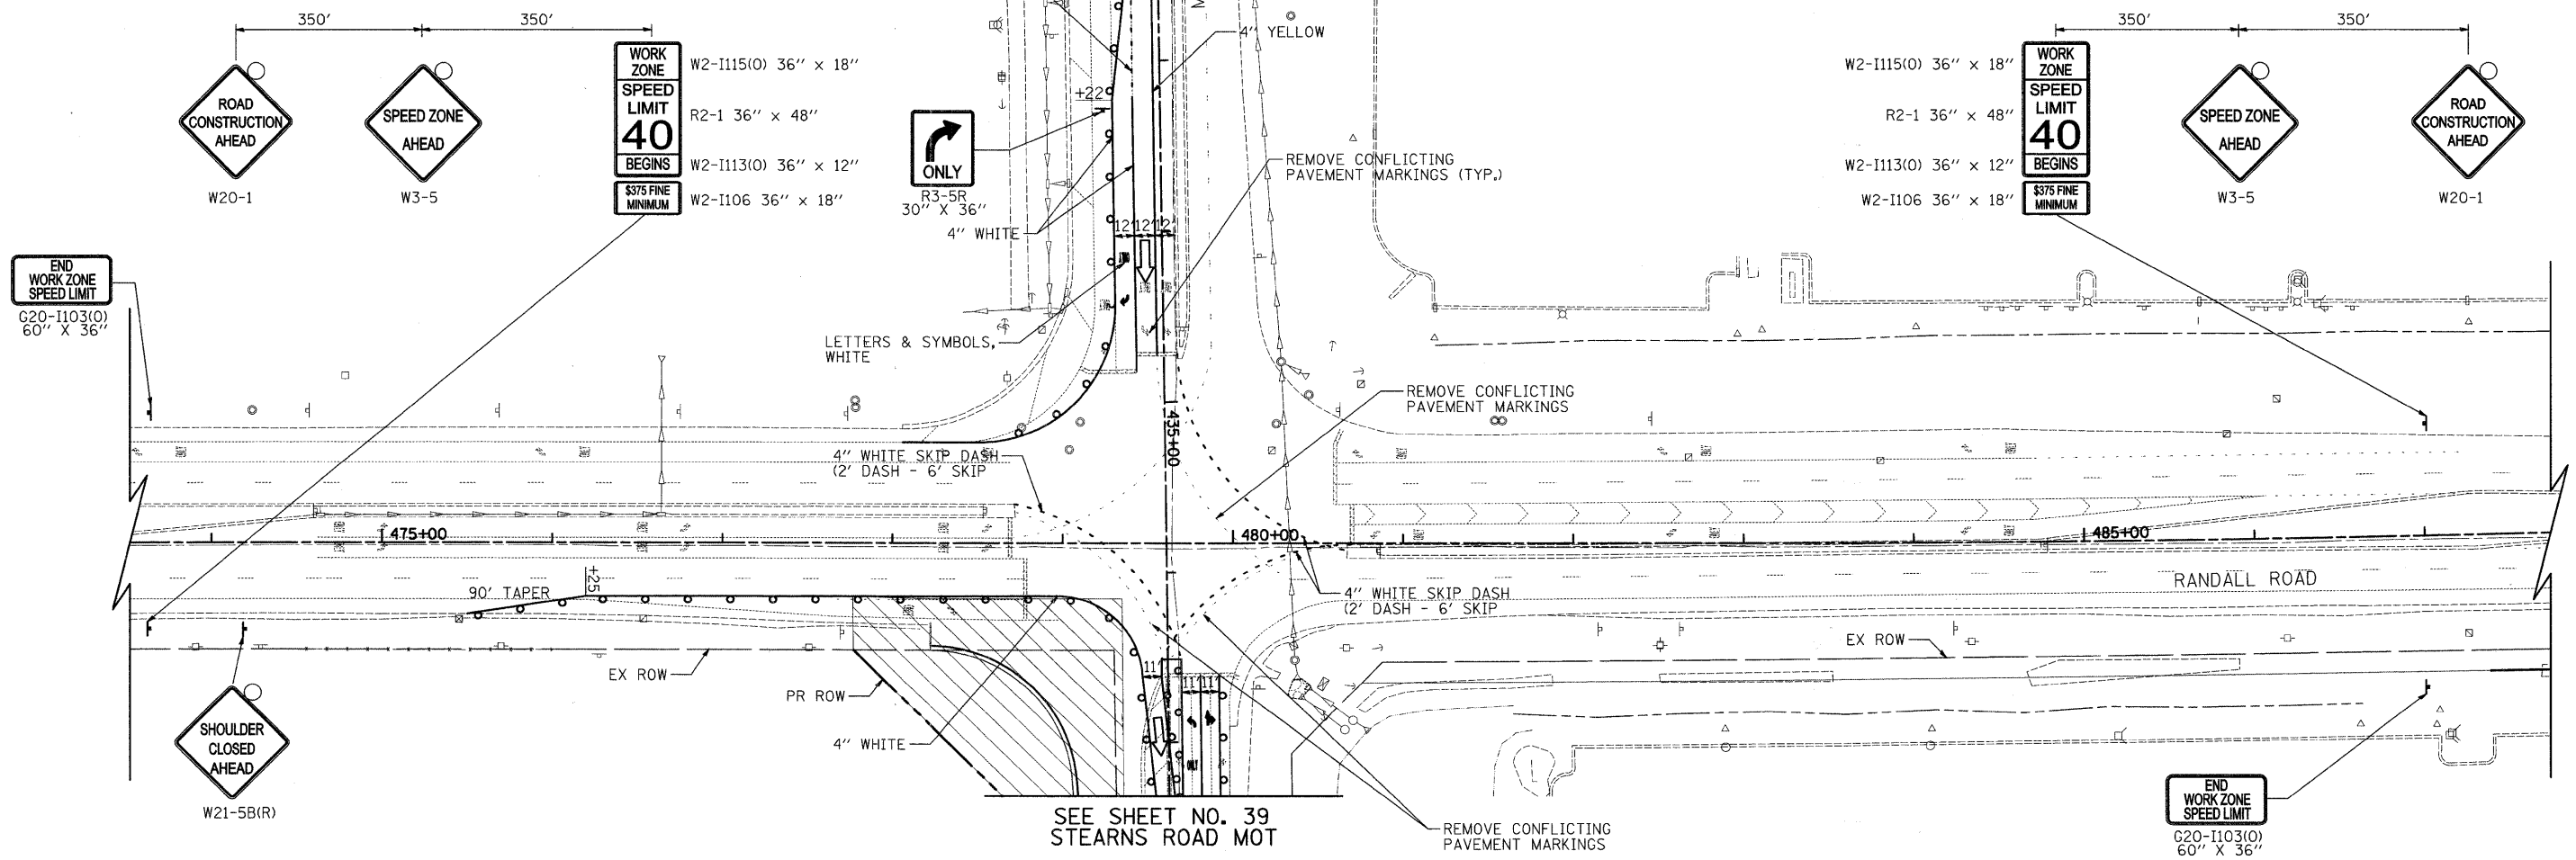 350'
350'
ROAD
CONSTRUCTION
AHEAD
W20-1
SPEED ZONE
AHEAD
W3-5
WORK
ZONE
SPEED
LIMIT
40
BEGINS
$375 FINE
MINIMUM
W2-I115(O) 36" x 18"
R2-1 36" x 48"
W2-I113(O) 36" x 12"
W2-I106 36" x 18"
ONLY
R3-5R
30" X 36"
+22
4" YELLOW
4" WHITE
REMOVE CONFLICTING
PAVEMENT MARKINGS (TYP.)
12' 12' 12'
LETTERS & SYMBOLS,
WHITE
350'
350'
W2-I115(O) 36" x 18"
R2-1 36" x 48"
W2-I113(O) 36" x 12"
W2-I106 36" x 18"
WORK
ZONE
SPEED
LIMIT
40
BEGINS
$375 FINE
MINIMUM
SPEED ZONE
AHEAD
W3-5
ROAD
CONSTRUCTION
AHEAD
W20-1
END
WORK ZONE
SPEED LIMIT
G20-I103(O)
60" X 36"
REMOVE CONFLICTING
PAVEMENT MARKINGS
435+00
4" WHITE SKIP DASH
(2' DASH - 6' SKIP
475+00
480+00
485+00
RANDALL ROAD
90' TAPER
+25
4" WHITE SKIP DASH
(2' DASH - 6' SKIP
EX ROW
EX ROW
PR ROW
4" WHITE
11'
11' 11'
ONLY
SHOULDER
CLOSED
AHEAD
W21-5B(R)
SEE SHEET NO. 39
STEARNS ROAD MOT
REMOVE CONFLICTING
PAVEMENT MARKINGS
END
WORK ZONE
SPEED LIMIT
G20-I103(O)
60" X 36"